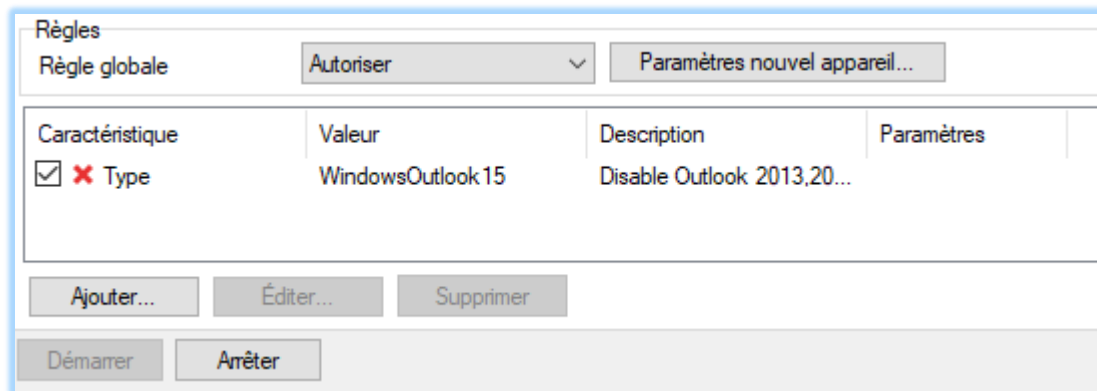 Règles
Règle globale Autoriser Paramètres nouvel appareil...
Caractéristique Valeur Description Paramètres
Type WindowsOutlook15 Disable Outlook 2013,20...
Ajouter... Éditer... Supprimer
Démarrer Arrêter